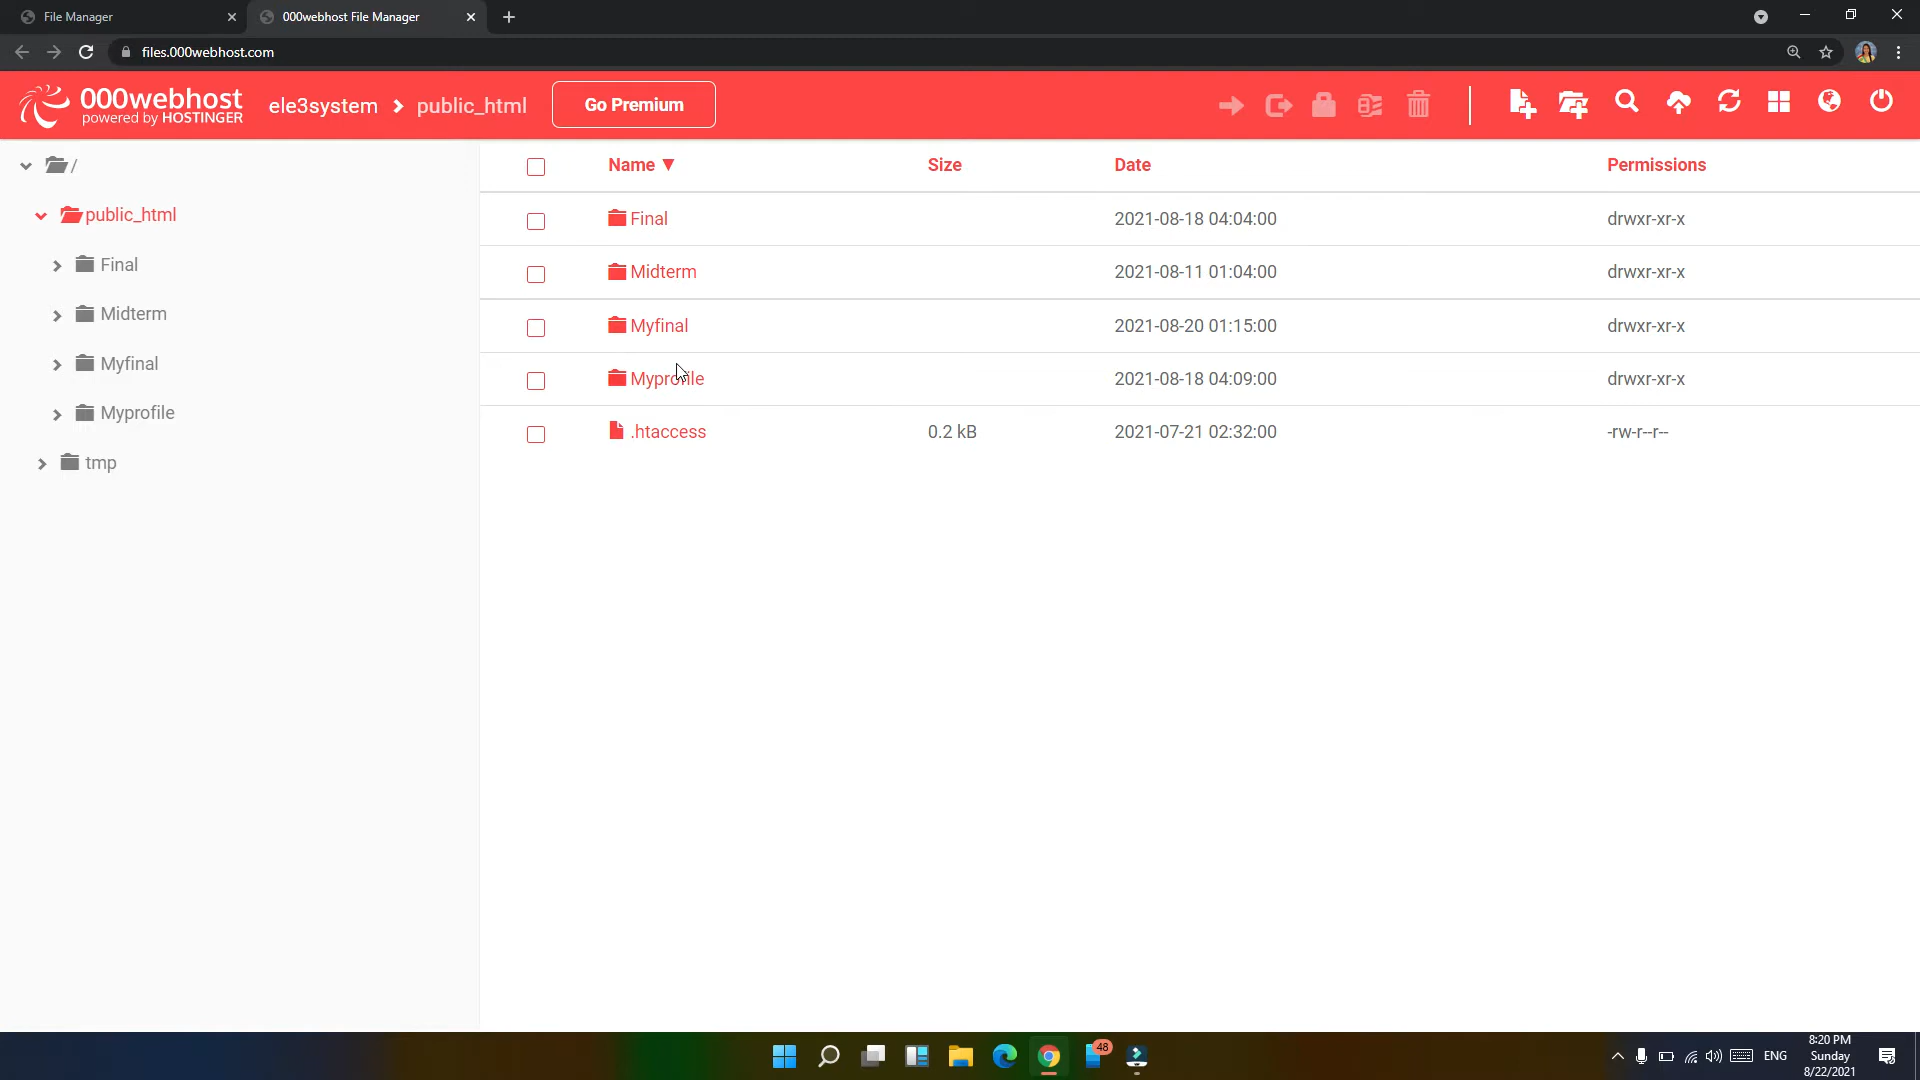 File Manager
000webhost File Manager
files.000webhost.com
000webhost
powered by HOSTINGER
ele3system
public_html
Go Premium
/
public_html
Final
Midterm
Myfinal
Myprofile
tmp
Name ▼ Size Date Permissions
Final 2021-08-18 04:04:00 drwxr-xr-x
Midterm 2021-08-11 01:04:00 drwxr-xr-x
Myfinal 2021-08-20 01:15:00 drwxr-xr-x
Myprofile 2021-08-18 04:09:00 drwxr-xr-x
.htaccess 0.2 kB 2021-07-21 02:32:00 -rw-r--r--
48
ENG
8:20 PM
Sunday
8/22/2021